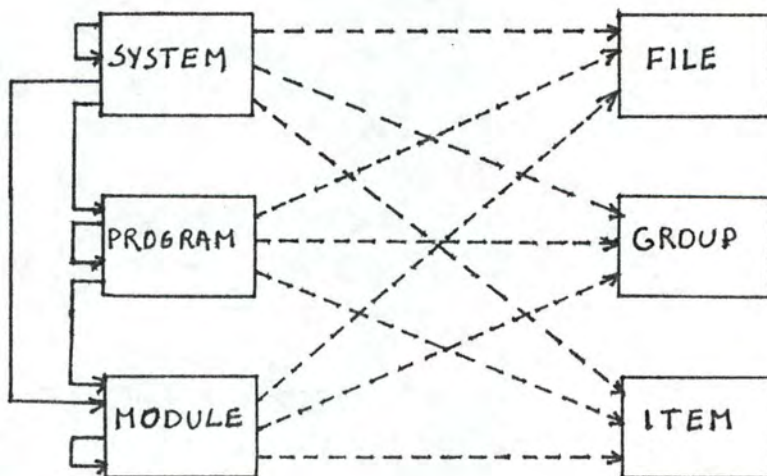 SYSTEM
FILE
PROGRAM
GROUP
MODULE
ITEM